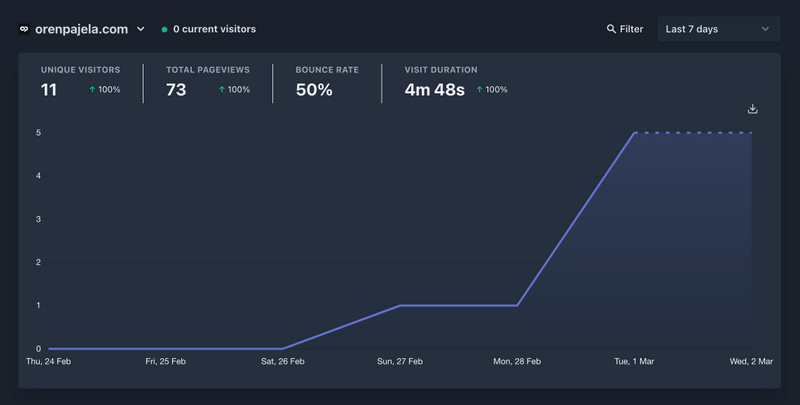 orenpajela.com 0 current visitors Filter Last 7 days
UNIQUE VISITORS TOTAL PAGEVIEWS BOUNCE RATE VISIT DURATION
11 ↑ 100% 73 ↑ 100% 50% 4m 48s ↑ 100%
5
4
3
2
1
0
Thu, 24 Feb Fri, 25 Feb Sat, 26 Feb Sun, 27 Feb Mon, 28 Feb Tue, 1 Mar Wed, 2 Mar